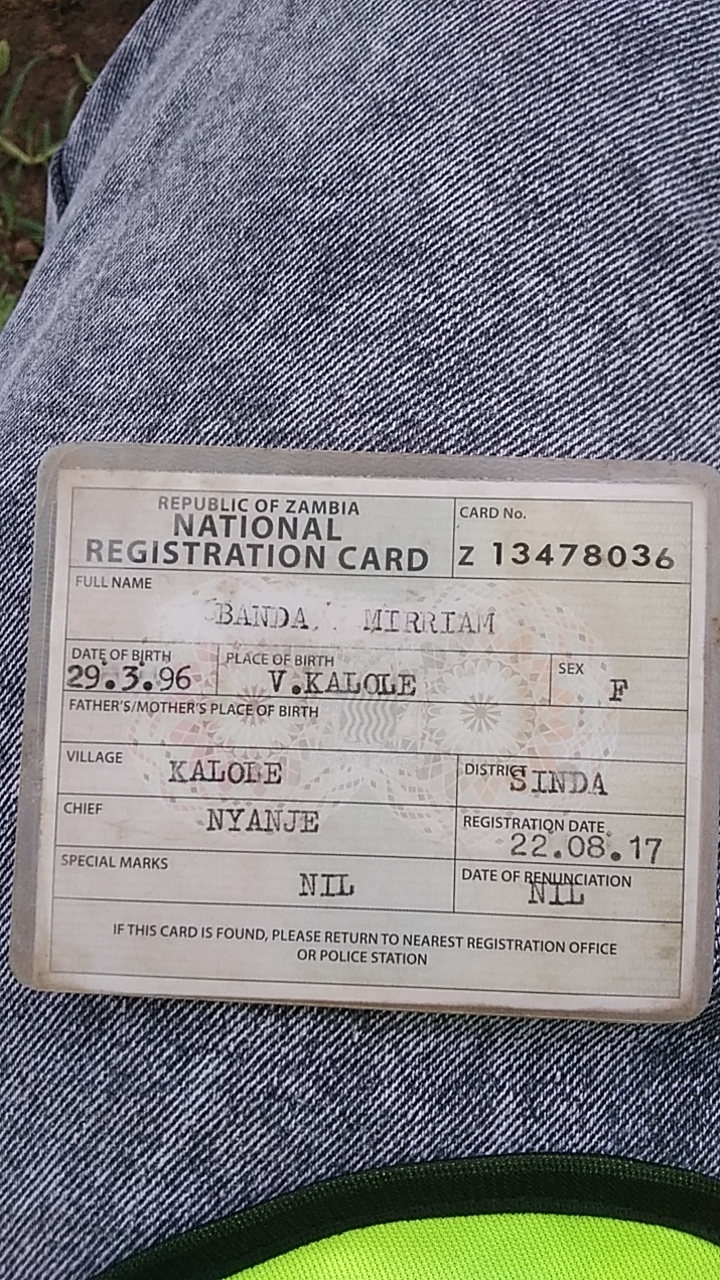 REPUBLIC OF ZAMBIA
NATIONAL
REGISTRATION CARD
CARD No.
Z 13478036
FULL NAME
BANDA. MIRRIAM
DATE OF BIRTH
29.3.96
PLACE OF BIRTH
V.KALOLE
SEX
F
FATHER'S/MOTHER'S PLACE OF BIRTH
VILLAGE
KALOLE
DISTRICT
SINDA
CHIEF
NYANJE
REGISTRATION DATE
22.08.17
SPECIAL MARKS
NIL
DATE OF RENUNCIATION
NIL
IF THIS CARD IS FOUND, PLEASE RETURN TO NEAREST REGISTRATION OFFICE
OR POLICE STATION